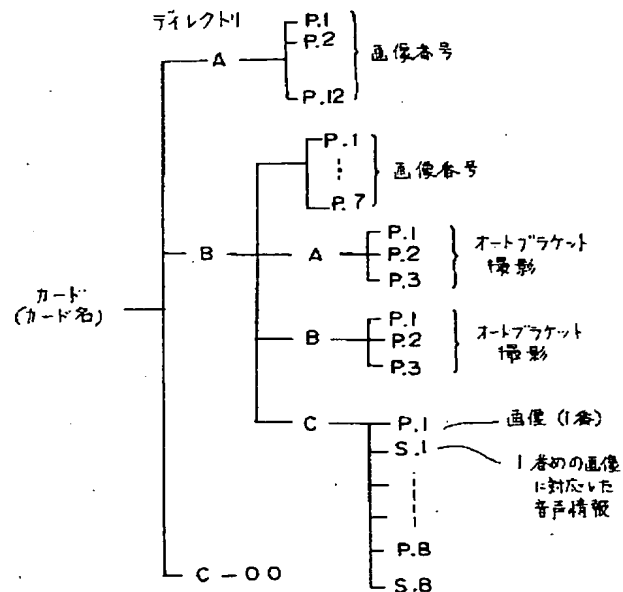 ディレクトリ
A
P.1
P.2
P.12
画像番号
P.1
P.7
画像番号
カード
(カード名)
B
A
P.1
P.2
P.3
オートブラケット
撮影
B
P.1
P.2
P.3
オートブラケット
撮影
C
P.1
画像(1番)
S.1
1番めの画像
に対応した
音声情報
P.8
S.8
C-00